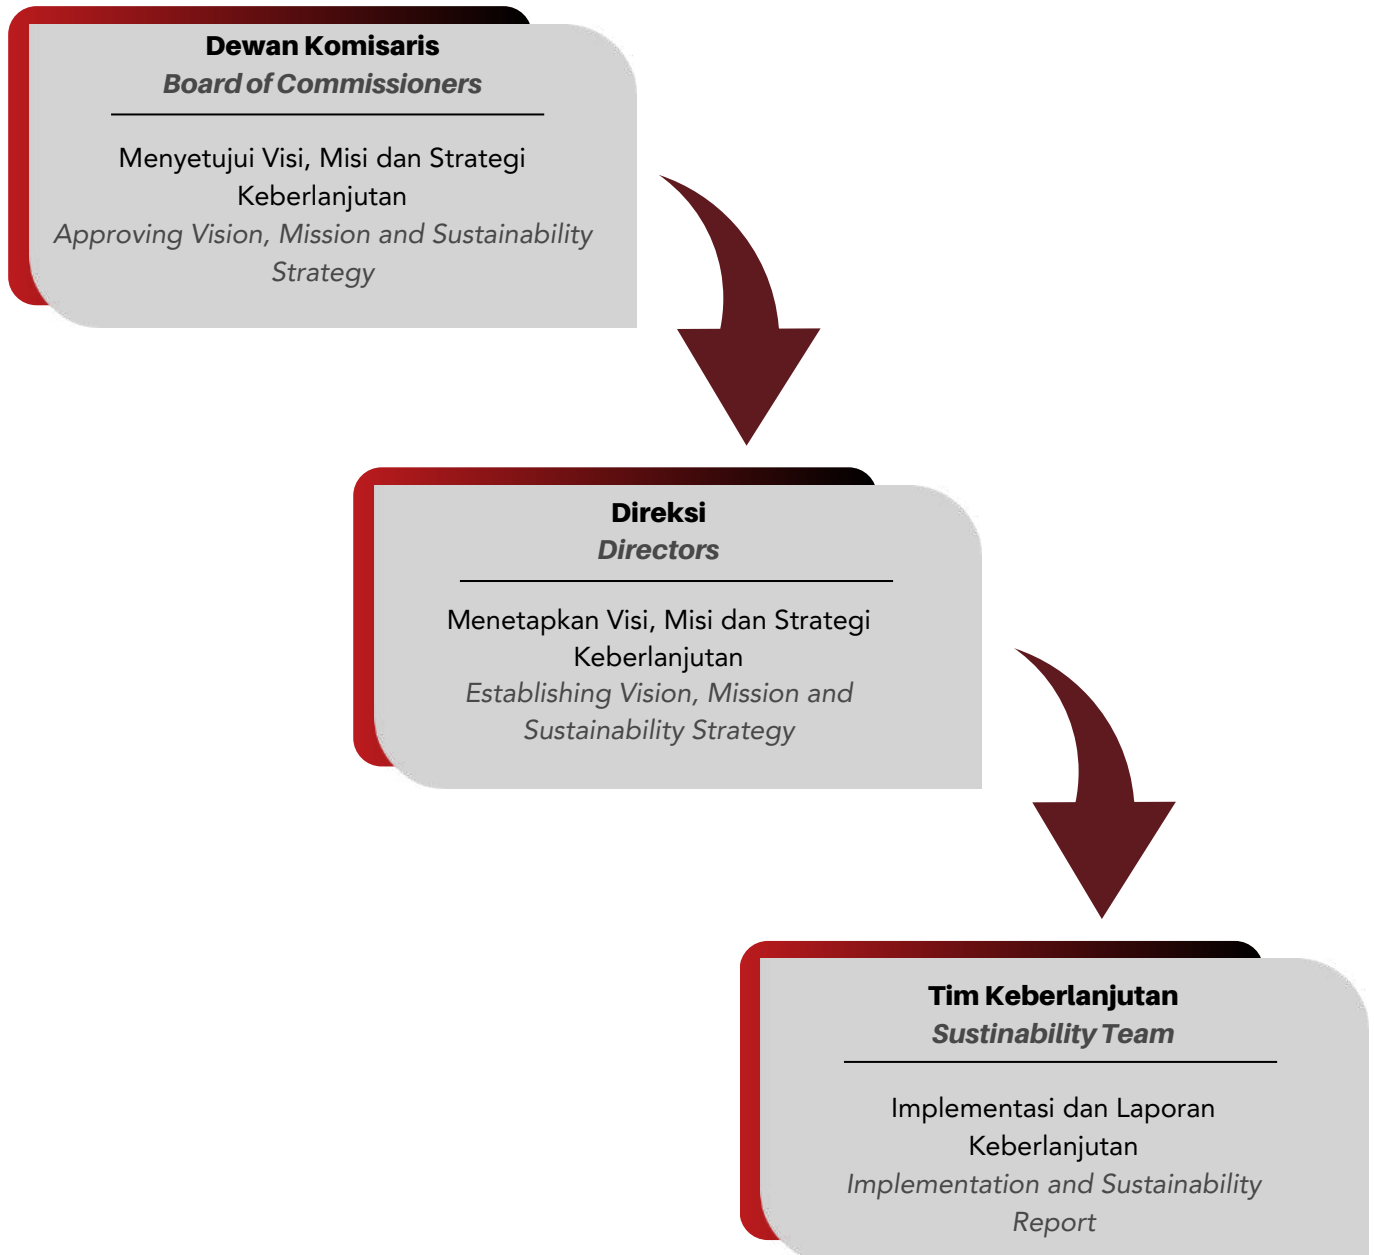 Dewan Komisaris
Board of Commissioners
Menyetujui Visi, Misi dan Strategi
Keberlanjutan
Approving Vision, Mission and Sustainability
Strategy
Direksi
Directors
Menetapkan Visi, Misi dan Strategi
Keberlanjutan
Establishing Vision, Mission and
Sustainability Strategy
Tim Keberlanjutan
Sustinability Team
Implementasi dan Laporan
Keberlanjutan
Implementation and Sustainability
Report